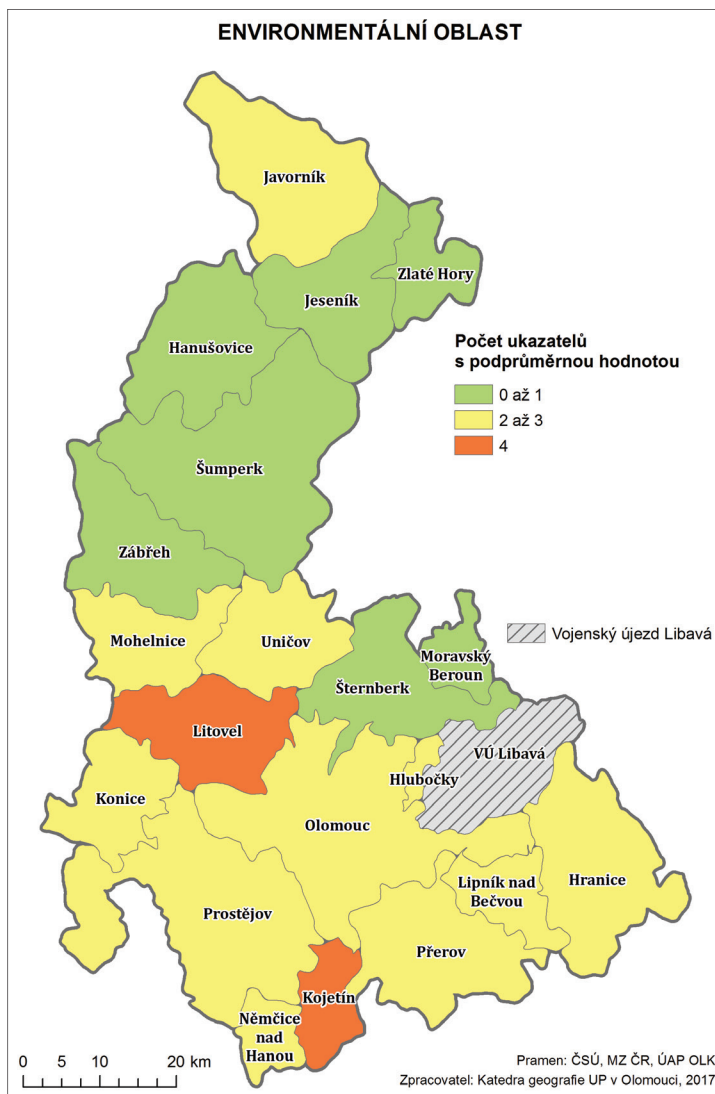 ENVIRONMENTÁLNÍ OBLAST
Javorník
Zlaté Hory
Jeseník
Hanušovice
Počet ukazatelů
s podprůměrnou hodnotou
0 až 1
2 až 3
4
Šumperk
Zábřeh
Mohelnice
Uničov
Vojenský újezd Libavá
Moravský
Beroun
Šternberk
Litovel
VÚ Libavá
Hlubočky
Konice
Olomouc
Lipník nad
Bečvou
Hranice
Prostějov
Přerov
Kojetín
Němčice
nad
Hanou
0 5 10 20 km
Pramen: ČSÚ, MZ ČR, ÚAP OLK
Zpracovatel: Katedra geografie UP v Olomouci, 2017